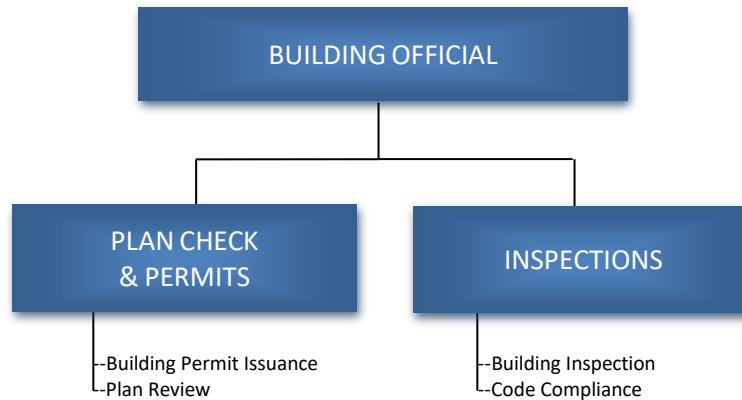 BUILDING OFFICIAL
PLAN CHECK
& PERMITS
INSPECTIONS
--Building Permit Issuance
--Plan Review
--Building Inspection
--Code Compliance